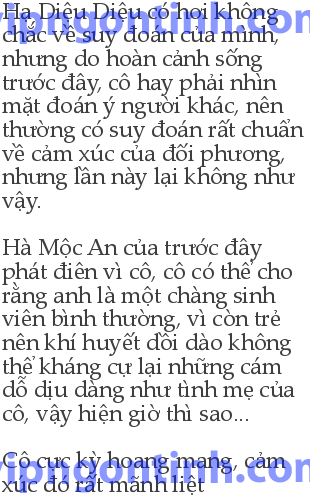 Hạ Diệu Diệu có hơi không
chắc về suy đoán của mình,
nhưng do hoàn cảnh sống
trước đây, cô hay phải nhìn
mặt đoán ý người khác, nên
thường có suy đoán rất chuẩn
về cảm xúc của đối phương,
nhưng lần này lại không như
vậy.
Hà Mộc An của trước đây
phát điên vì cô, cô có thể cho
rằng anh là một chàng sinh
viên bình thường, vì còn trẻ
nên khí huyết dồi dào không
thể kháng cự lại những cám
dỗ dịu dàng như tình mẹ của
cô, vậy hiện giờ thì sao...
Cô cực kỳ hoang mang, cảm
xúc đó rất mãnh liệt